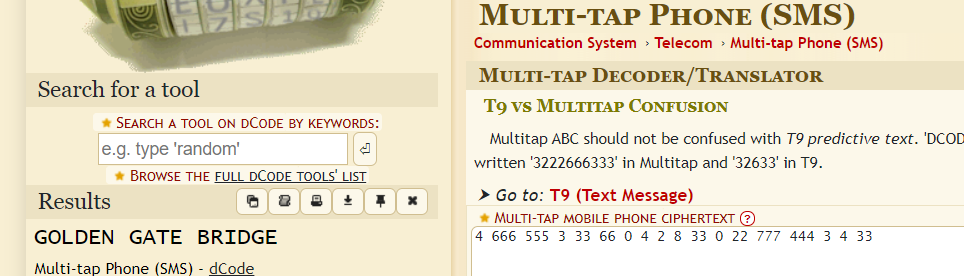 Search for a tool
★ Search a tool on dCode by keywords:
e.g. type 'random'
★ Browse the full dCode tools' list
Results
GOLDEN GATE BRIDGE
Multi-tap Phone (SMS) - dCode
Multi-tap Phone (SMS)
Communication System › Telecom › Multi-tap Phone (SMS)
Multi-tap Decoder/Translator
T9 vs Multitap Confusion
Multitap ABC should not be confused with T9 predictive text. 'DCOD
written '3222666333' in Multitap and '32633' in T9.
➤ Go to: T9 (Text Message)
★ Multi-tap mobile phone ciphertext ?
4 666 555 3 33 66 0 4 2 8 33 0 22 777 444 3 4 33